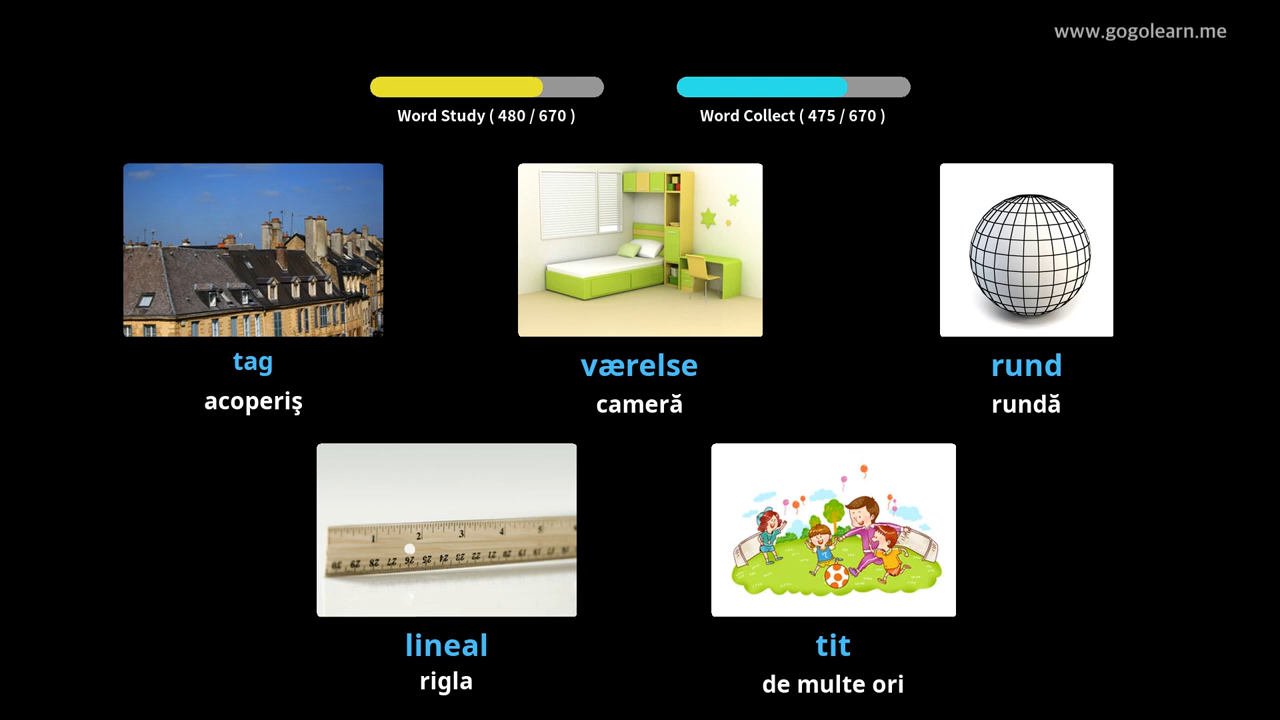 www.gogolearn.me
Word Study ( 480 / 670 )
Word Collect ( 475 / 670 )
tag
acoperiş
værelse
cameră
rund
rundă
lineal
rigla
tit
de multe ori